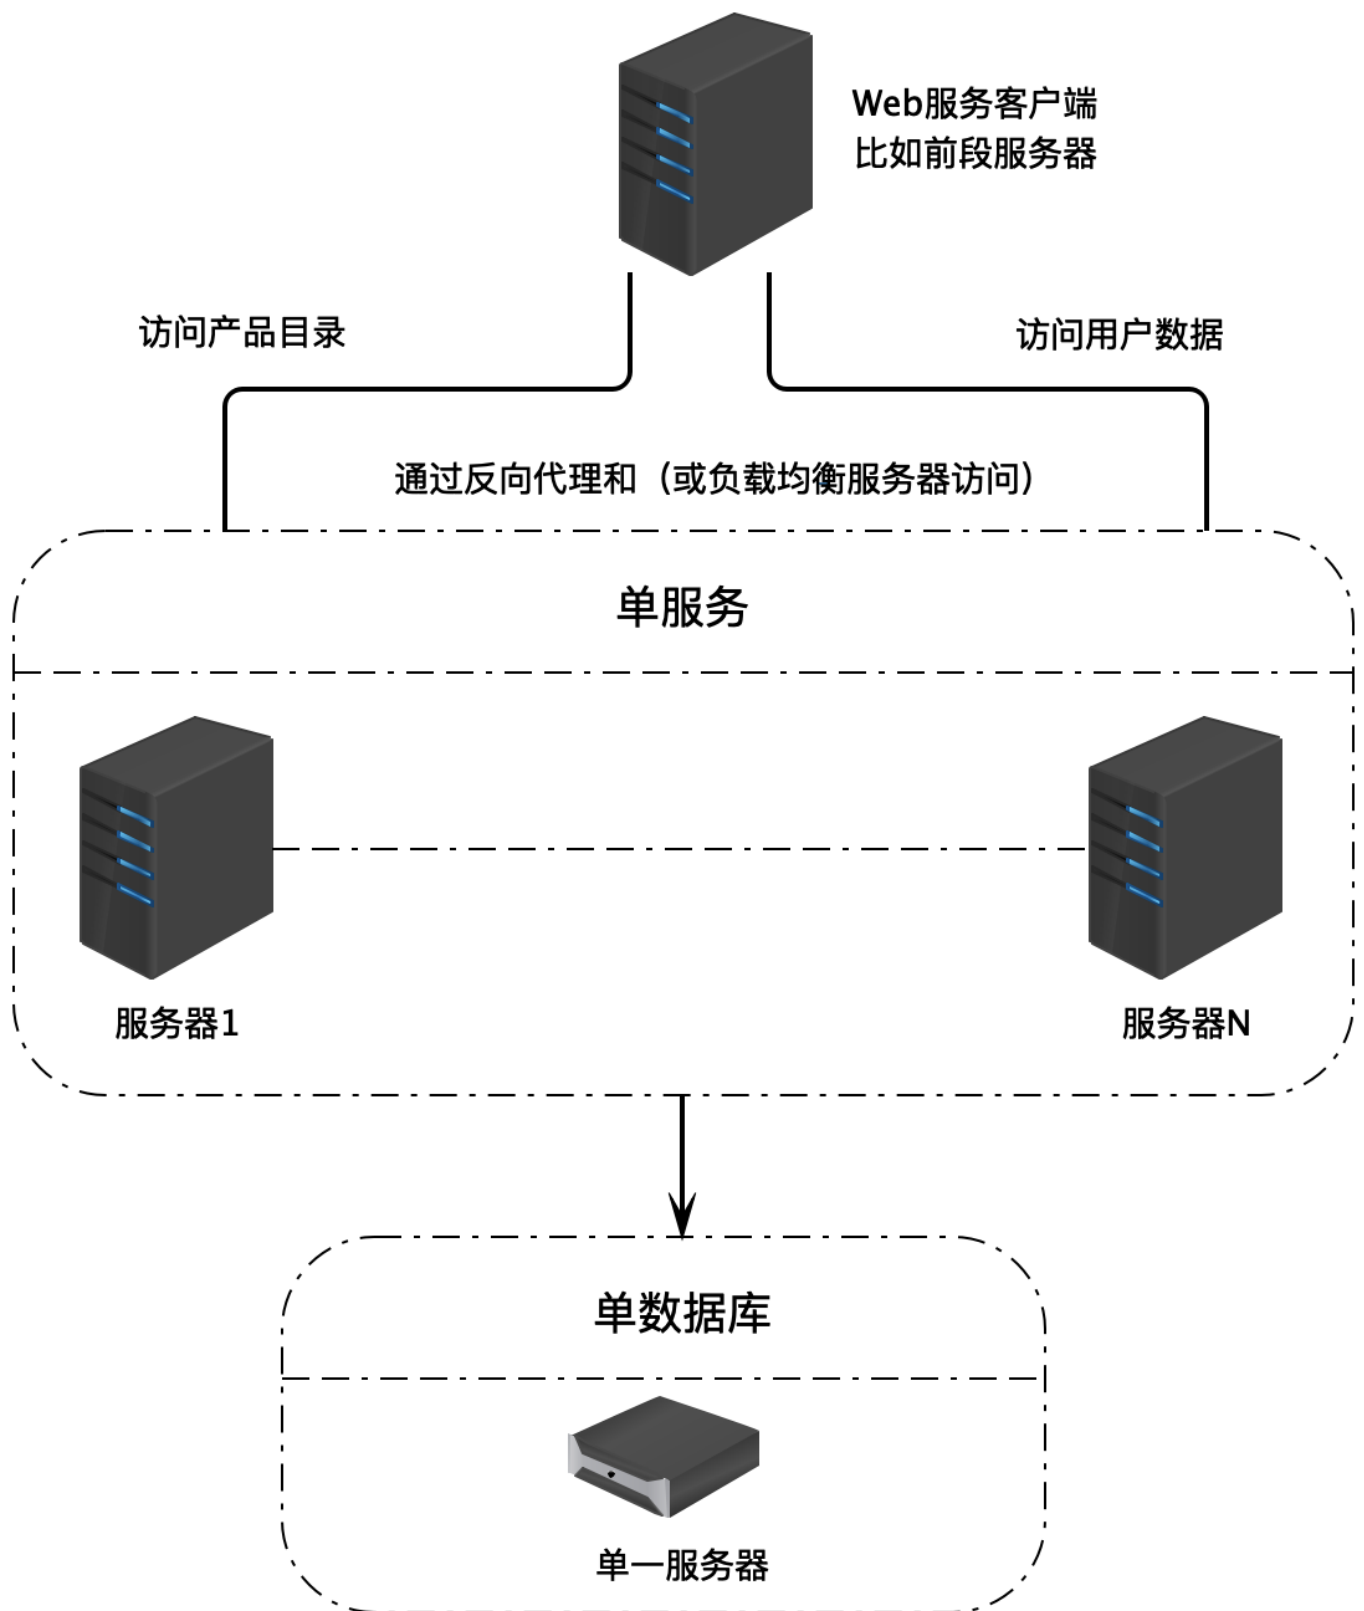 Web服务客户端
比如前段服务器
访问产品目录
访问用户数据
通过反向代理和（或负载均衡服务器访问）
单服务
服务器1
服务器N
单数据库
单一服务器